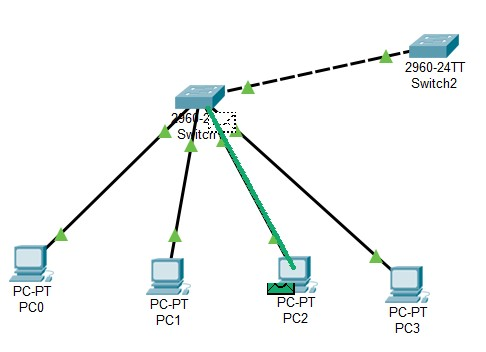 2960-24TT
Switch2
PC-PT
PC0
PC-PT
PC1
PC-PT
PC2
PC-PT
PC3